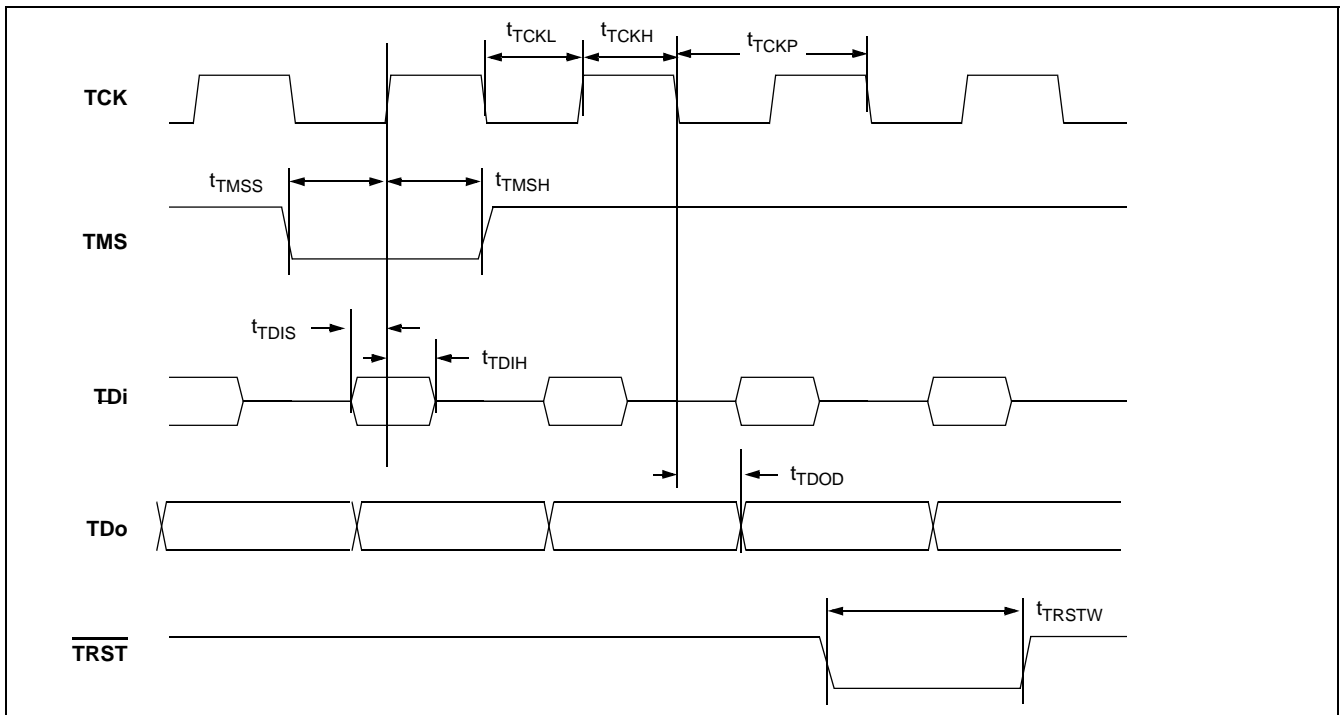 tTCKL tTCKH tTCKP
TCK
tTMSS tTMSH
TMS
tTDIS
tTDIH
TDi
tTDOD
TDo
tTRSTW
TRST